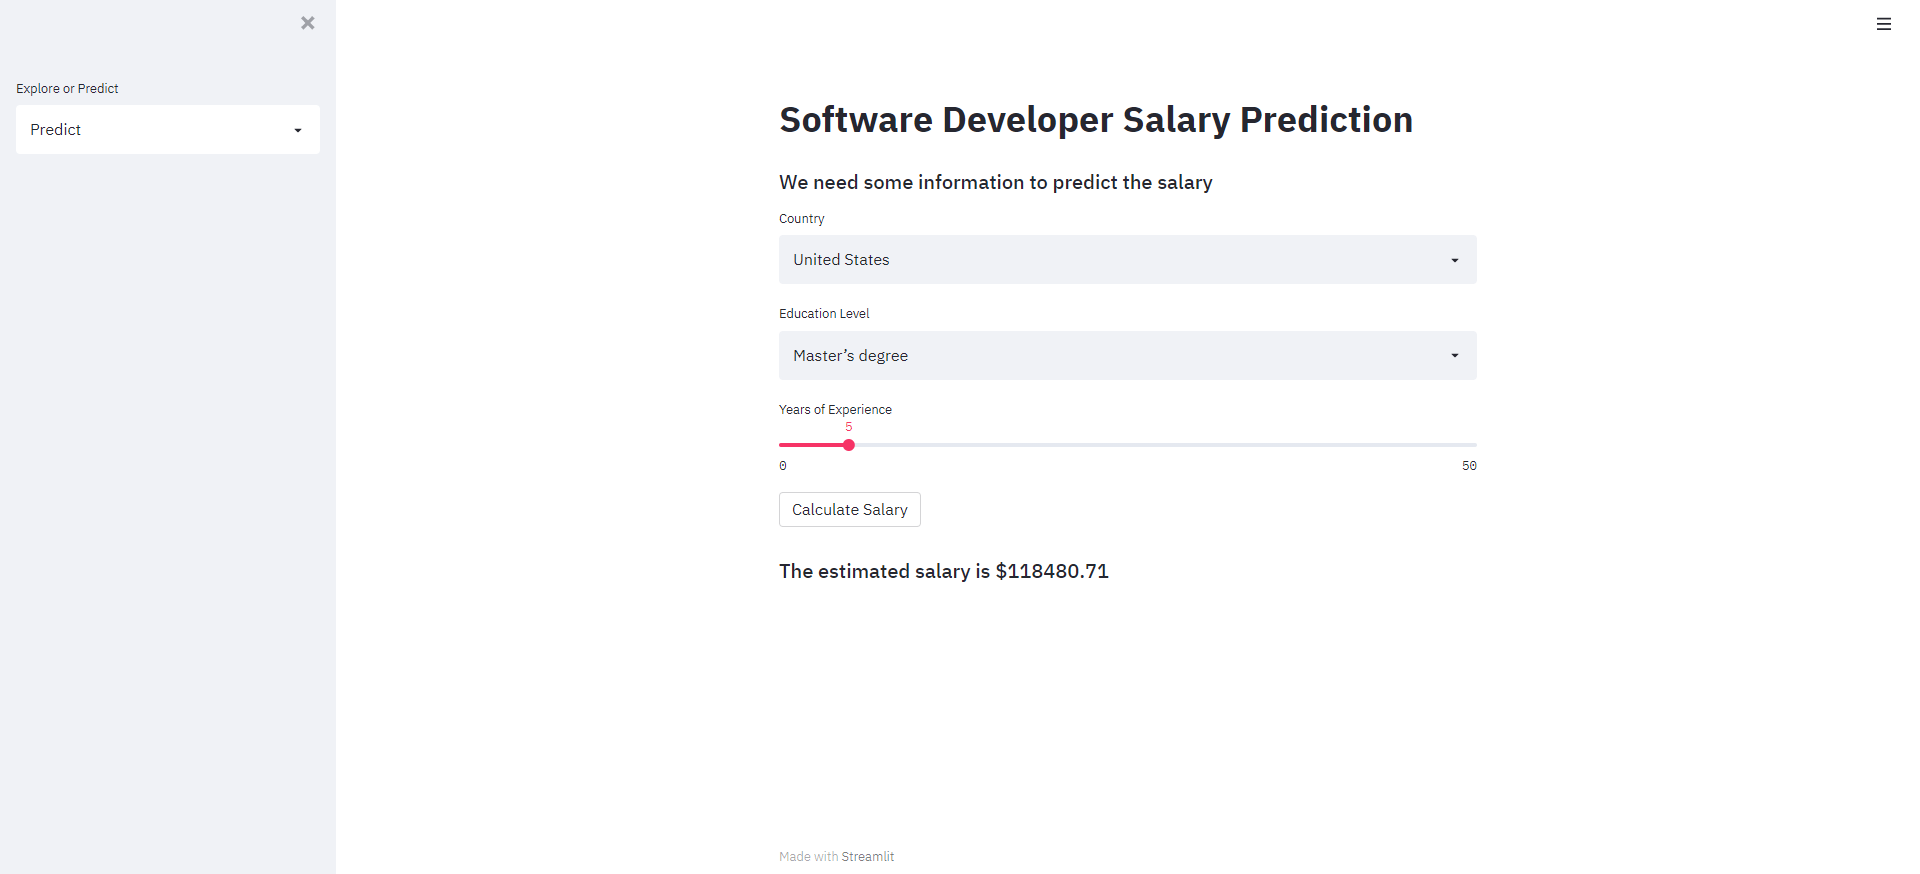 Explore or Predict
Predict
Software Developer Salary Prediction
We need some information to predict the salary
Country
United States
Education Level
Master’s degree
Years of Experience
5
0 50
Calculate Salary
The estimated salary is $118480.71
Made with Streamlit